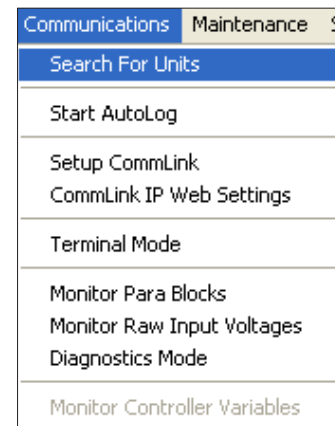 Communications Maintenance S
Search For Units
Start AutoLog
Setup CommLink
CommLink IP Web Settings
Terminal Mode
Monitor Para Blocks
Monitor Raw Input Voltages
Diagnostics Mode
Monitor Controller Variables